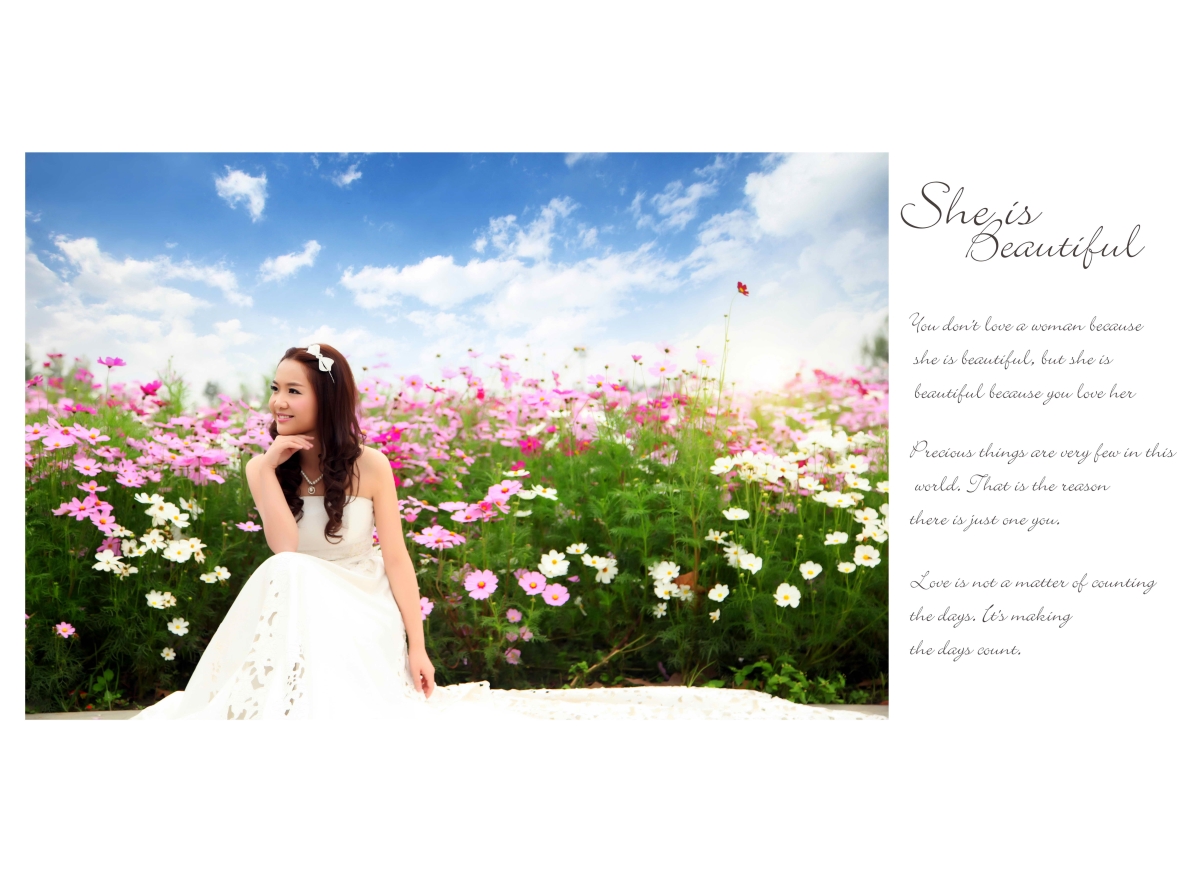 She is
Beautiful
You don't love a woman because
she is beautiful, but she is
beautiful because you love her
Precious things are very few in this
world. That is the reason
there is just one you.
Love is not a matter of counting
the days. It's making
the days count.